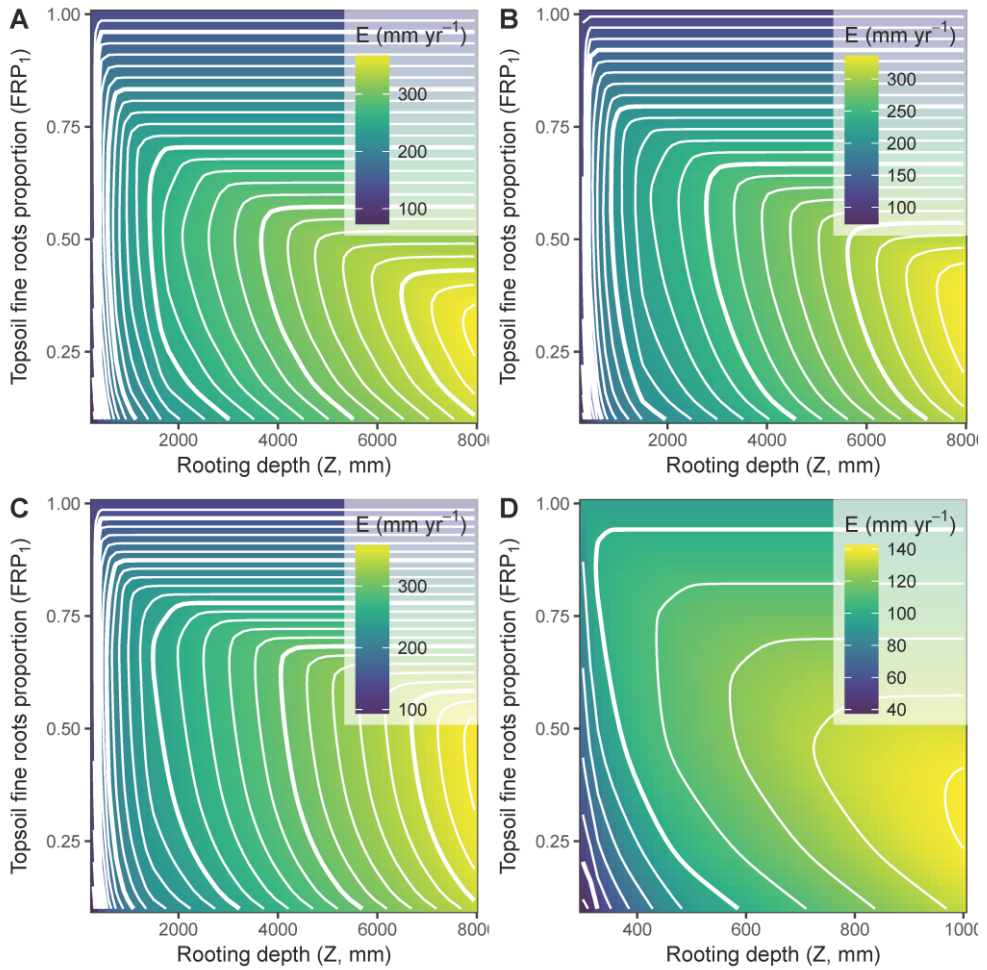 A
1.00
0.75
0.50
0.25
Topsoil fine roots proportion (FRP₁)
E (mm yr⁻¹)
300
200
100
2000 4000 6000 8000
Rooting depth (Z, mm)
B
1.00
0.75
0.50
0.25
Topsoil fine roots proportion (FRP₁)
E (mm yr⁻¹)
300
250
200
150
100
2000 4000 6000 8000
Rooting depth (Z, mm)
C
1.00
0.75
0.50
0.25
Topsoil fine roots proportion (FRP₁)
E (mm yr⁻¹)
300
200
100
2000 4000 6000 8000
Rooting depth (Z, mm)
D
1.00
0.75
0.50
0.25
Topsoil fine roots proportion (FRP₁)
E (mm yr⁻¹)
140
120
100
80
60
40
400 600 800 1000
Rooting depth (Z, mm)